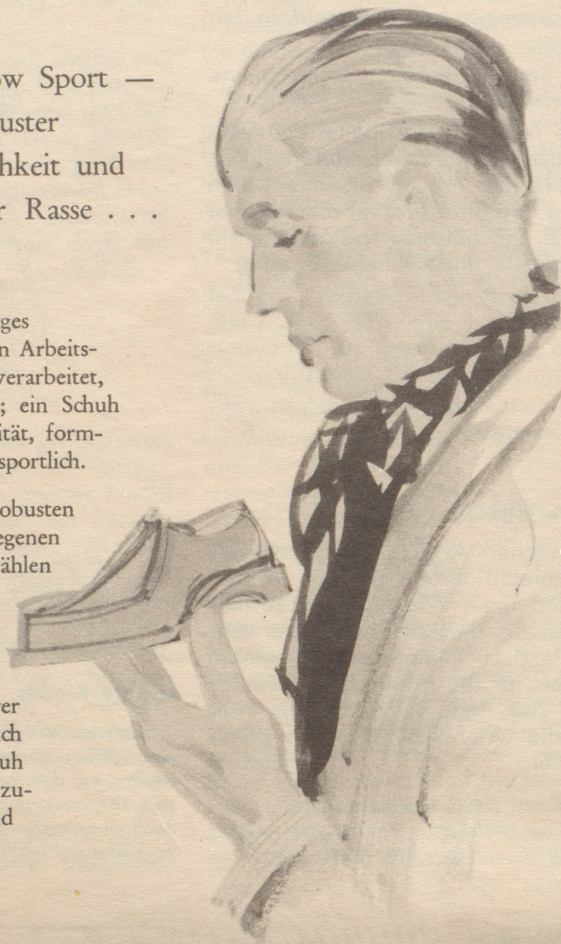 ow Sport —
uster
hkeit und
r Rasse . . .
ges
n Arbeits-
verarbeitet,
; ein Schuh
ität, form-
sportlich.
obusten
egenen
ählen
rer
ch
uh
zu-
d